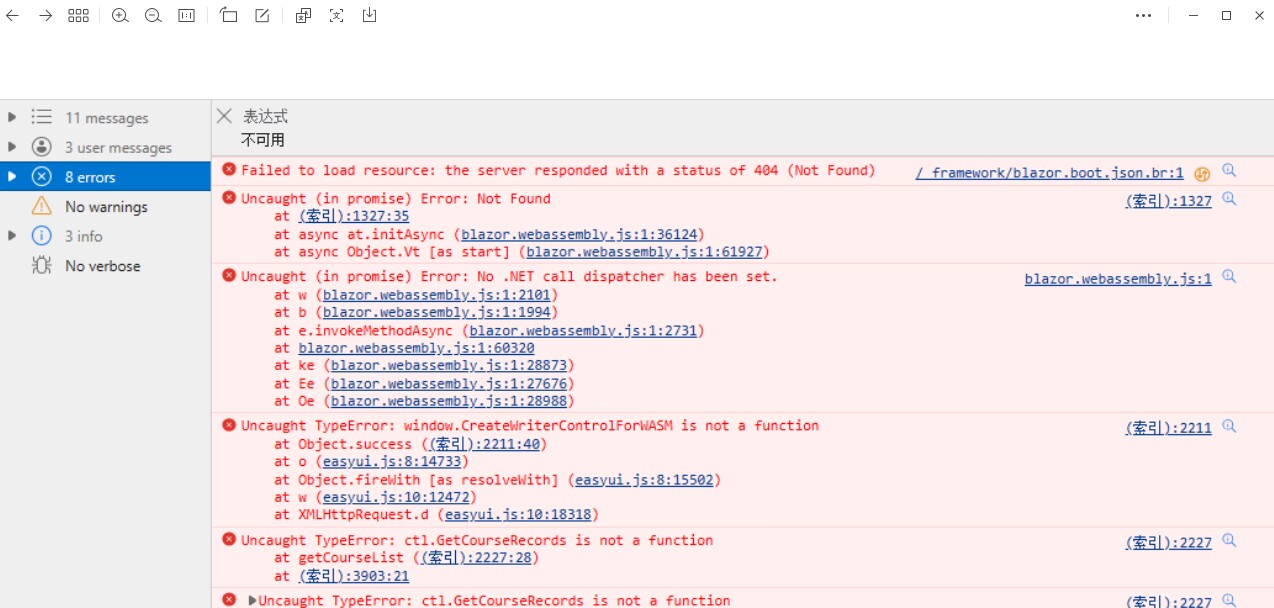 11 messages
3 user messages
8 errors
No warnings
3 info
No verbose
表达式
不可用
Failed to load resource: the server responded with a status of 404 (Not Found) /_framework/blazor.boot.json.br:1
Uncaught (in promise) Error: Not Found (索引):1327
at (索引):1327:35
at async at.initAsync (blazor.webassembly.js:1:36124)
at async Object.Vt [as start] (blazor.webassembly.js:1:61927)
Uncaught (in promise) Error: No .NET call dispatcher has been set. blazor.webassembly.js:1
at w (blazor.webassembly.js:1:2101)
at b (blazor.webassembly.js:1:1994)
at e.invokeMethodAsync (blazor.webassembly.js:1:2731)
at blazor.webassembly.js:1:60320
at ke (blazor.webassembly.js:1:28873)
at Ee (blazor.webassembly.js:1:27676)
at Oe (blazor.webassembly.js:1:28988)
Uncaught TypeError: window.CreateWriterControlForWASM is not a function (索引):2211
at Object.success ((索引):2211:40)
at o (easyui.js:8:14733)
at Object.fireWith [as resolveWith] (easyui.js:8:15502)
at w (easyui.js:10:12472)
at XMLHttpRequest.d (easyui.js:10:18318)
Uncaught TypeError: ctl.GetCourseRecords is not a function (索引):2227
at getCourseList ((索引):2227:28)
at (索引):3903:21
Uncaught TypeError: ctl.GetCourseRecords is not a function (索引):2227